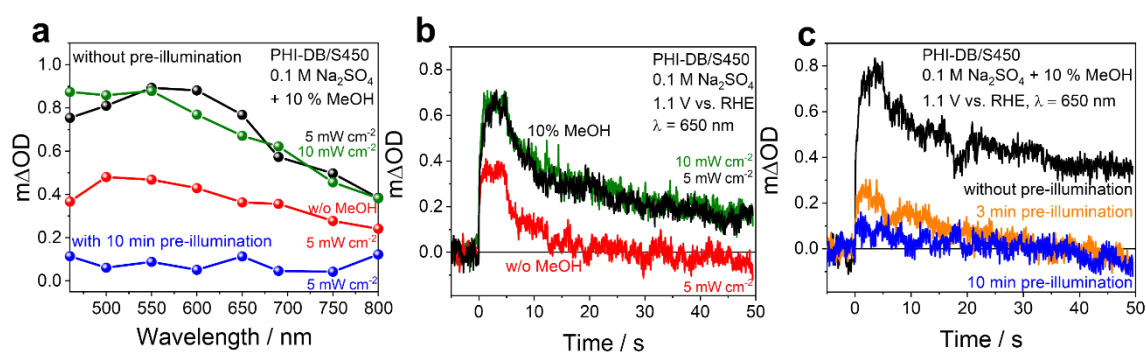 a
without pre-illumination
PHI-DB/S450
0.1 M Na₂SO₄
+ 10 % MeOH
5 mW cm⁻²
10 mW cm⁻²
w/o MeOH
5 mW cm⁻²
with 10 min pre-illumination
5 mW cm⁻²
m∆OD
1.0
0.8
0.6
0.4
0.2
0.0
500 550 600 650 700 750 800
Wavelength / nm
b
PHI-DB/S450
0.1 M Na₂SO₄
1.1 V vs. RHE
λ = 650 nm
10% MeOH
10 mW cm⁻²
5 mW cm⁻²
w/o MeOH
5 mW cm⁻²
m∆OD
0.8
0.6
0.4
0.2
0.0
0 10 20 30 40 50
Time / s
c
PHI-DB/S450
0.1 M Na₂SO₄ + 10 % MeOH
1.1 V vs. RHE, λ = 650 nm
without pre-illumination
3 min pre-illumination
10 min pre-illumination
m∆OD
0.8
0.6
0.4
0.2
0.0
0 10 20 30 40 50
Time / s